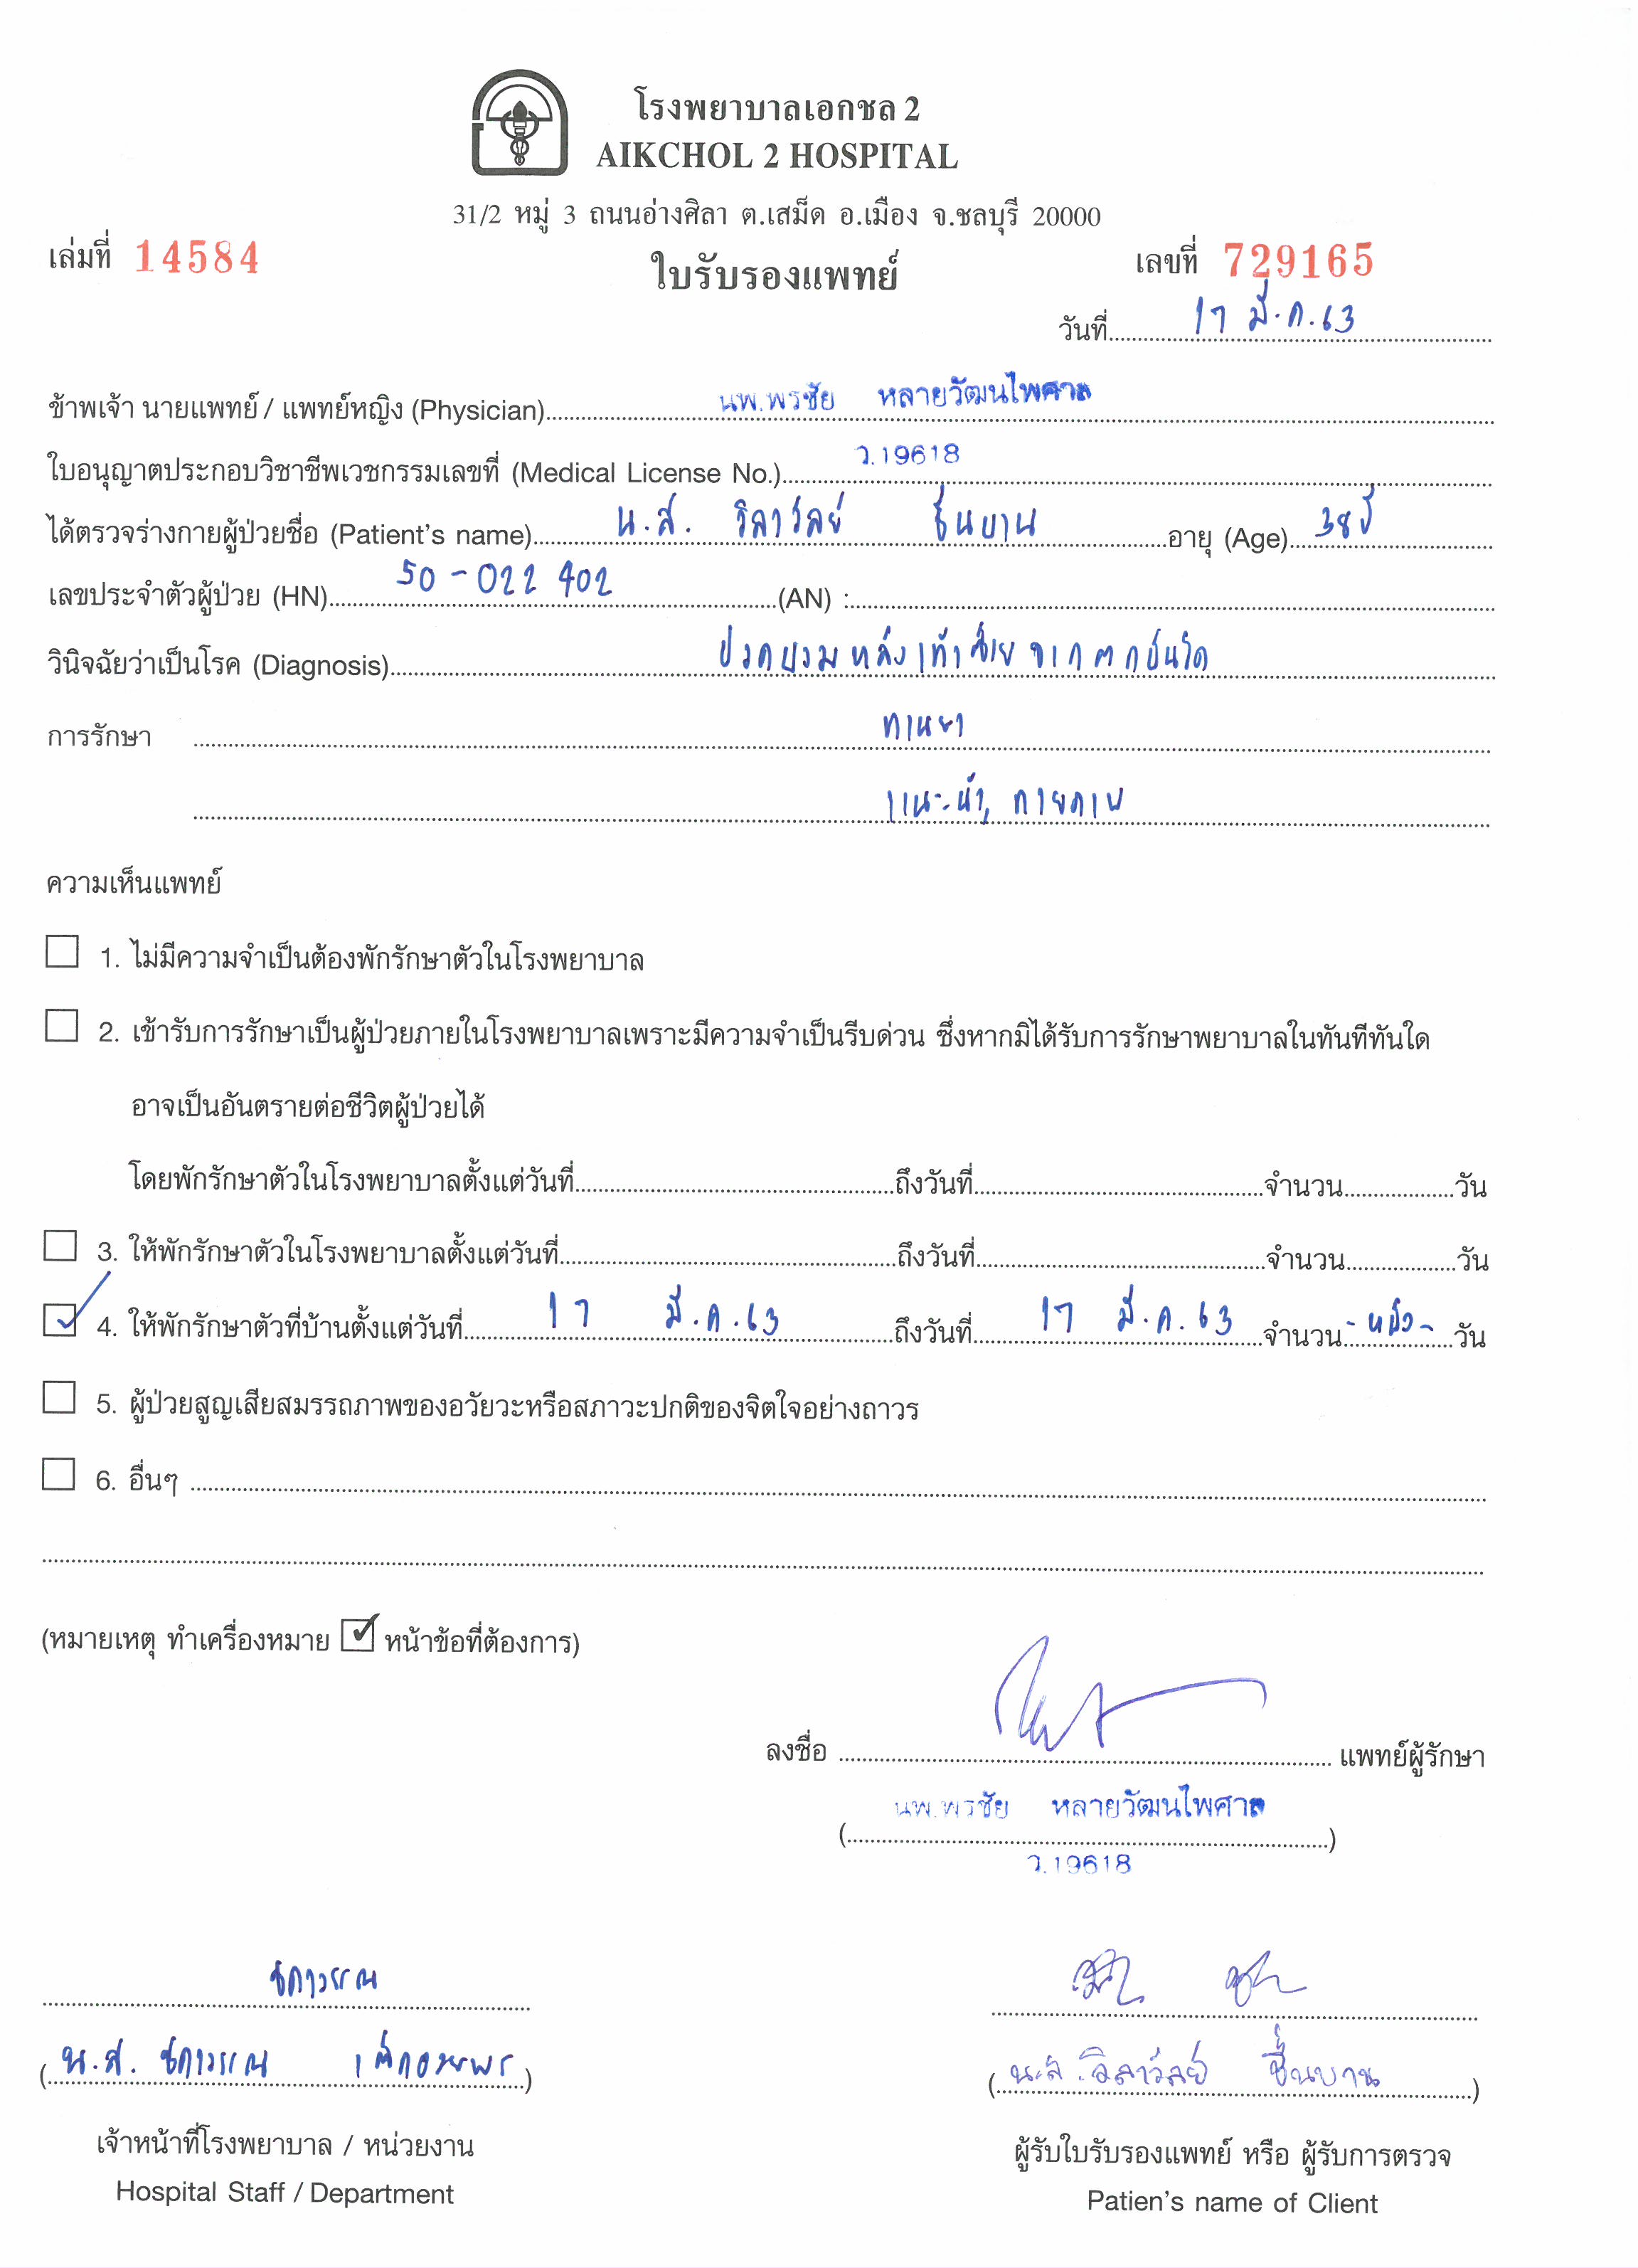 โรงพยาบาลเอกชล 2
AIKCHOL 2 HOSPITAL
31/2 หมู่ 3 ถนนอ่างศิลา ต.เสม็ด อ.เมือง จ.ชลบุรี 20000
เล่มที่ 14584 ใบรับรองแพทย์ เลขที่ 729165
วันที่ 17 มี.ค.63
ข้าพเจ้า นายแพทย์ / แพทย์หญิง (Physician) นพ.พรชัย หลายวัฒนไพศาล
ใบอนุญาตประกอบวิชาชีพเวชกรรมเลขที่ (Medical License No.) ว.19618
ได้ตรวจร่างกายผู้ป่วยชื่อ (Patient's name) น.ส. วิลาวัลย์ ชื่นบาน อายุ (Age) 38 ปี
เลขประจำตัวผู้ป่วย (HN) 50-022402 (AN) :
วินิจฉัยว่าเป็นโรค (Diagnosis) ปวดบวมหลังเท้าซ้ายจากตกบันได
การรักษา ทานยา
แนะนำ, กายภาพ
ความเห็นแพทย์
1. ไม่มีความจำเป็นต้องพักรักษาตัวในโรงพยาบาล
2. เข้ารับการรักษาเป็นผู้ป่วยภายในโรงพยาบาลเพราะมีความจำเป็นรีบด่วน ซึ่งหากมิได้รับการรักษาพยาบาลในทันทีทันใด
อาจเป็นอันตรายต่อชีวิตผู้ป่วยได้
โดยพักรักษาตัวในโรงพยาบาลตั้งแต่วันที่ ถึงวันที่ จำนวน วัน
3. ให้พักรักษาตัวในโรงพยาบาลตั้งแต่วันที่ ถึงวันที่ จำนวน วัน
4. ให้พักรักษาตัวที่บ้านตั้งแต่วันที่ 17 มี.ค.63 ถึงวันที่ 17 มี.ค.63 จำนวน -หนึ่ง- วัน
5. ผู้ป่วยสูญเสียสมรรถภาพของอวัยวะหรือสภาวะปกติของจิตใจอย่างถาวร
6. อื่นๆ
(หมายเหตุ ทำเครื่องหมาย ☑ หน้าข้อที่ต้องการ)
ลงชื่อ แพทย์ผู้รักษา
นพ.พรชัย หลายวัฒนไพศาล
ว.19618
(น.ส. วิลาวัลย์ ชื่นบาน)
เจ้าหน้าที่โรงพยาบาล / หน่วยงาน ผู้รับใบรับรองแพทย์ หรือ ผู้รับการตรวจ
Hospital Staff / Department Patien's name of Client